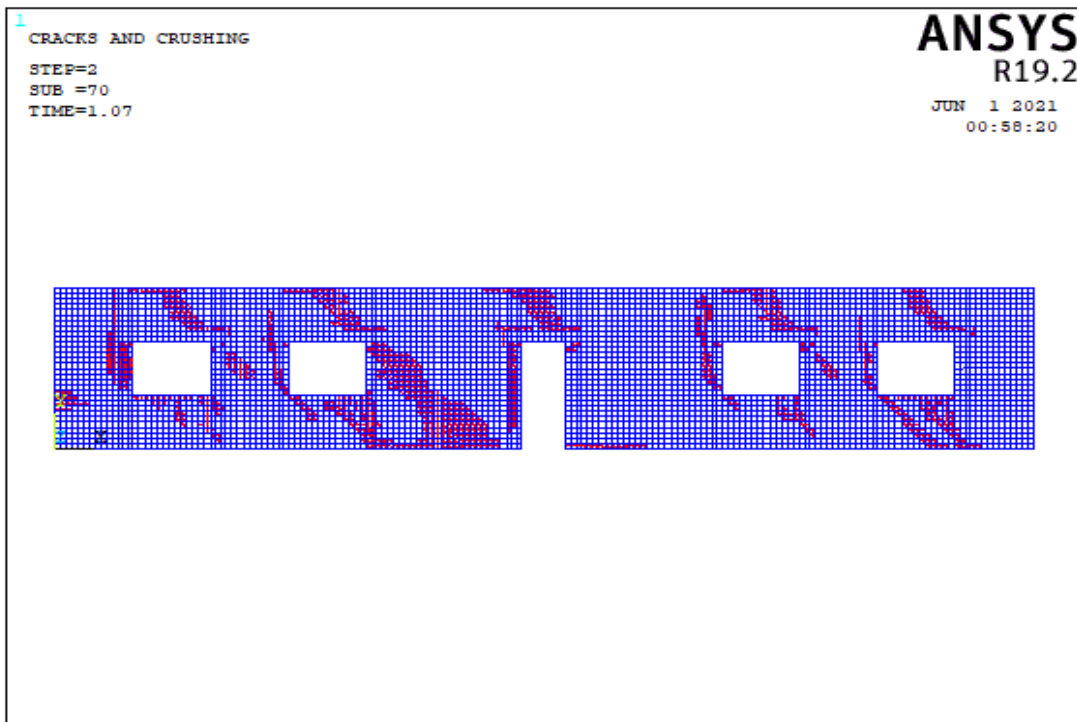 1
CRACKS AND CRUSHING
STEP=2
SUB =70
TIME=1.07
ANSYS
R19.2
JUN 1 2021
00:58:20
X